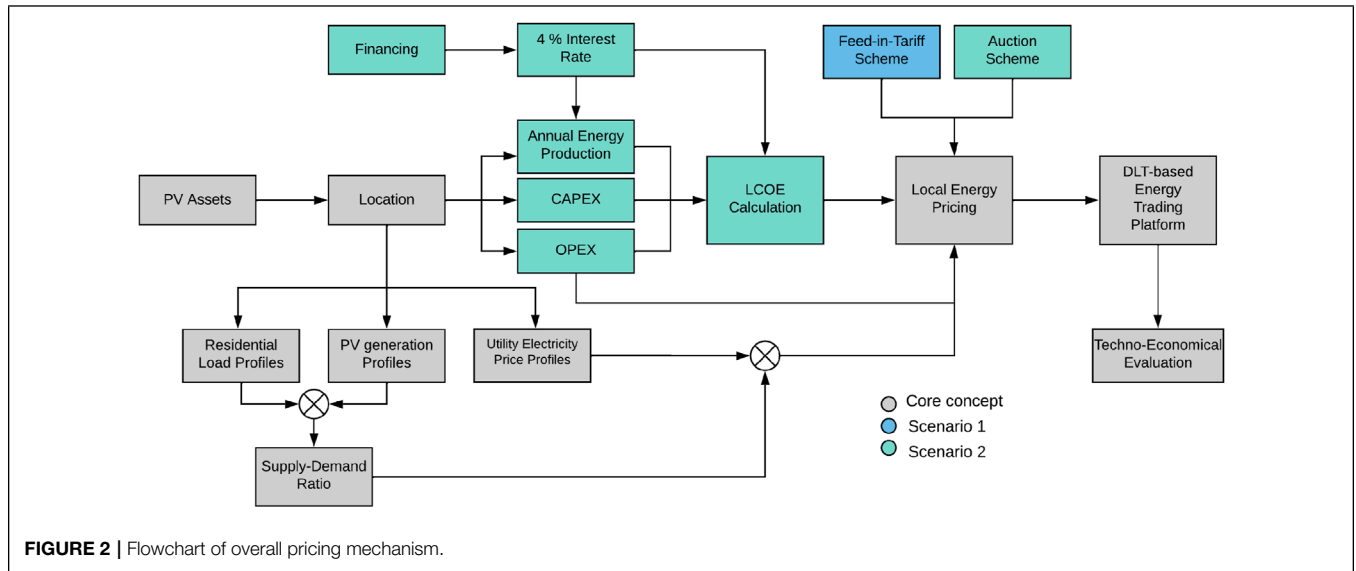 Financing
4 % Interest
Rate
Feed-in-Tariff
Scheme
Auction
Scheme
Annual Energy
Production
PV Assets
Location
CAPEX
OPEX
LCOE
Calculation
Local Energy
Pricing
DLT-based
Energy
Trading
Platform
Residential
Load Profiles
PV generation
Profiles
Utility Electricity
Price Profiles
Techno-Economical
Evaluation
Supply-Demand
Ratio
Core concept
Scenario 1
Scenario 2
FIGURE 2 | Flowchart of overall pricing mechanism.